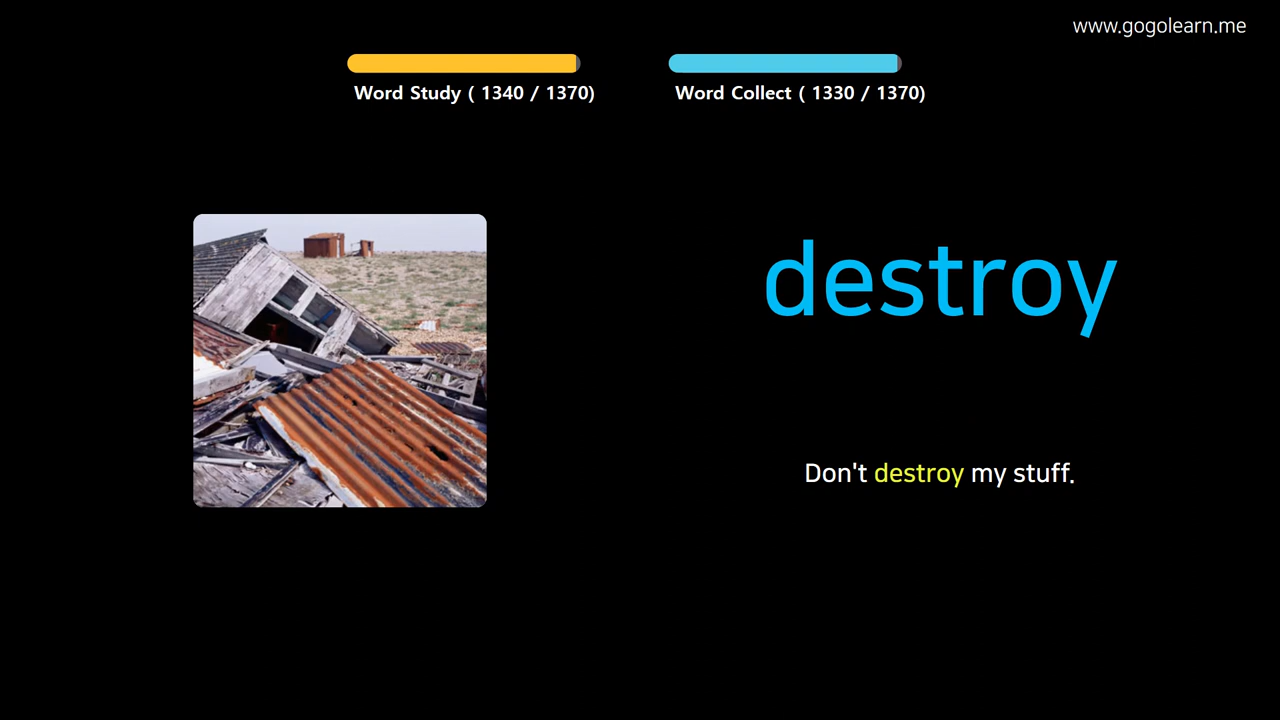 www.gogolearn.me
Word Study ( 1340 / 1370)
Word Collect ( 1330 / 1370)
destroy
Don't destroy my stuff.